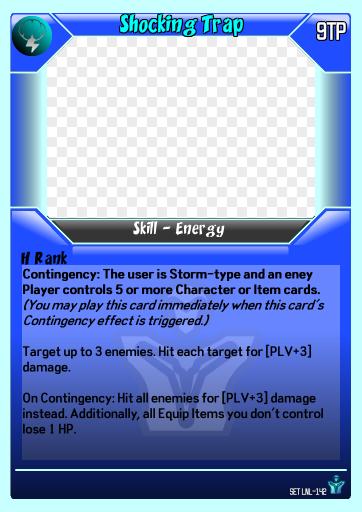 Shocking Trap
9TP
Skill - Energy
H Rank
Contingency: The user is Storm-type and an eney
Player controls 5 or more Character or Item cards.
(You may play this card immediately when this card's
Contingency effect is triggered.)
Target up to 3 enemies. Hit each target for [PLV+3]
damage.
On Contingency: Hit all enemies for [PLV+3] damage
instead. Additionally, all Equip Items you don't control
lose 1 HP.
SET LNL-142